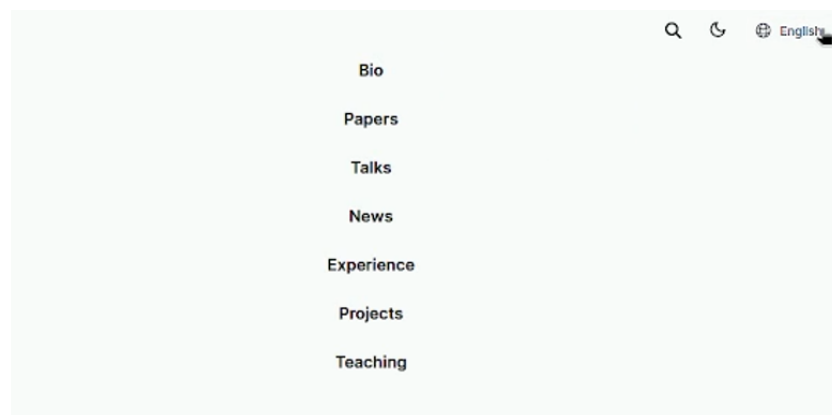 English
Bio
Papers
Talks
News
Experience
Projects
Teaching